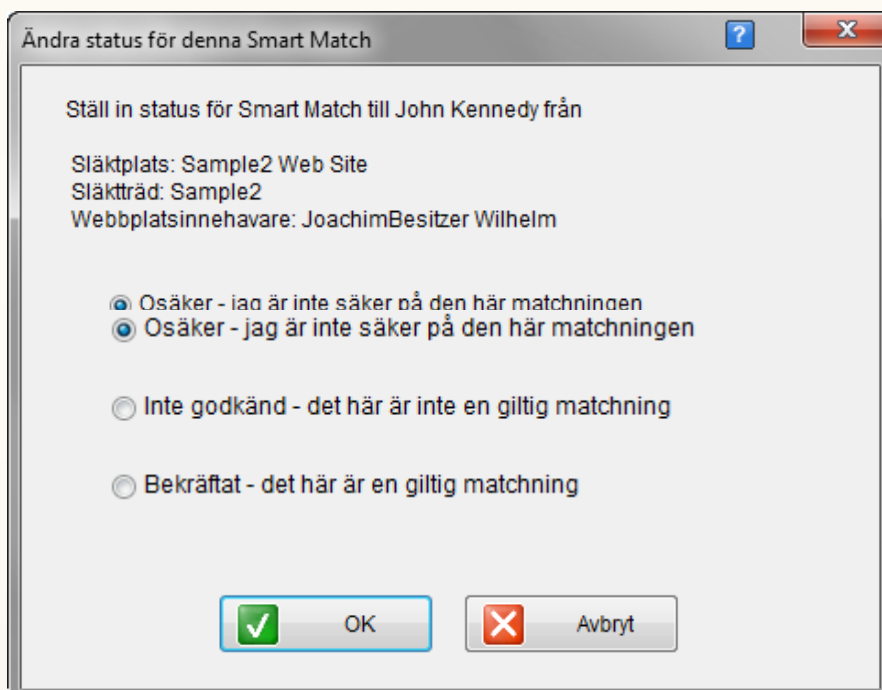 Ändra status för denna Smart Match
?
X
Ställ in status för Smart Match till John Kennedy från
Släktplats: Sample2 Web Site
Släktträd: Sample2
Webbplatsinnehavare: JoachimBesitzer Wilhelm
Osäker - jag är inte säker på den här matchningen
Osäker - jag är inte säker på den här matchningen
Inte godkänd - det här är inte en giltig matchning
Bekräftat - det här är en giltig matchning
OK
Avbryt